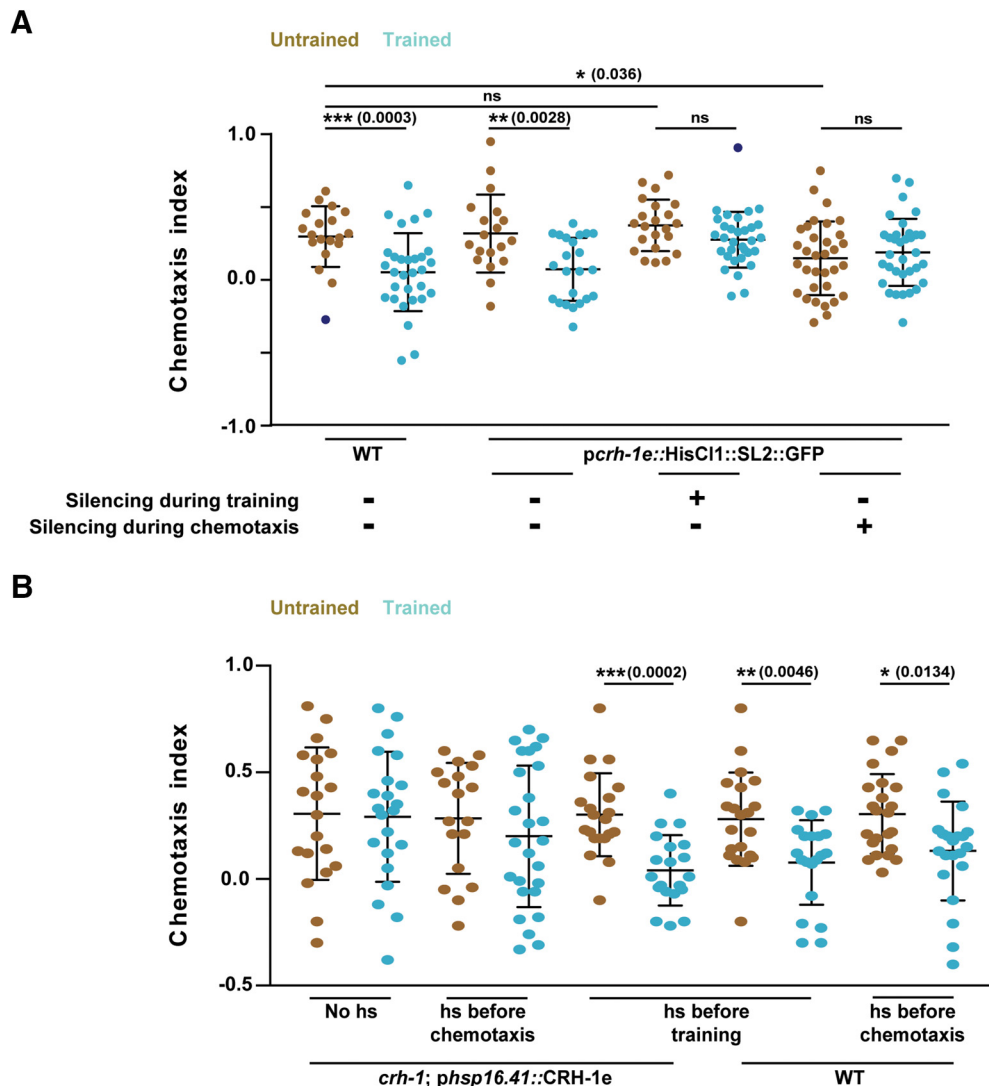 A
Untrained Trained
* (0.036)
ns
*** (0.0003) ** (0.0028) ns ns
1.0
0.0
-1.0
Chemotaxis index
WT pcrh-1e::HisCl1::SL2::GFP
Silencing during training - - + -
Silencing during chemotaxis - - - +
B
Untrained Trained
*** (0.0002) ** (0.0046) * (0.0134)
1.0
0.5
0.0
-0.5
Chemotaxis index
No hs hs before chemotaxis hs before training hs before chemotaxis
crh-1; phsp16.41::CRH-1e WT